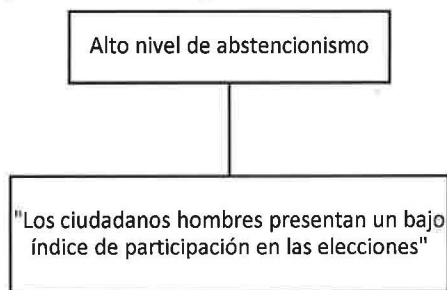 Alto nivel de abstencionismo
"Los ciudadanos hombres presentan un bajo
índice de participación en las elecciones"